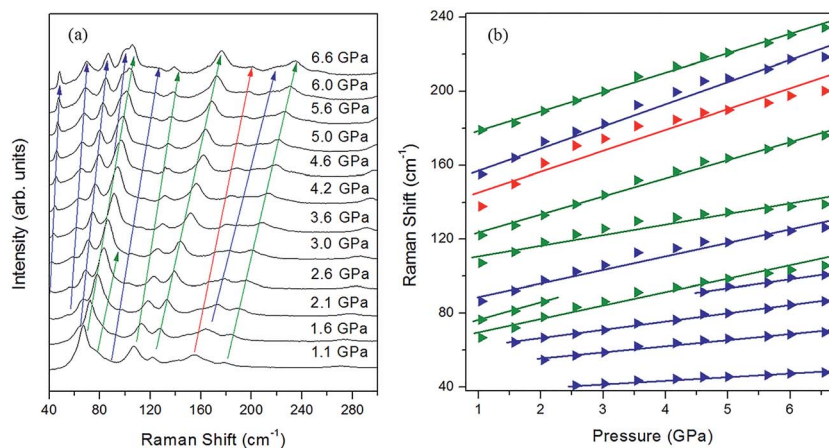 (a)
6.6 GPa
6.0 GPa
5.6 GPa
5.0 GPa
4.6 GPa
4.2 GPa
3.6 GPa
3.0 GPa
2.6 GPa
2.1 GPa
1.6 GPa
1.1 GPa
Intensity (arb. units)
40 80 120 160 200 240 280
Raman Shift (cm-1)
(b)
240
200
160
120
80
40
Raman Shift (cm-1)
1 2 3 4 5 6
Pressure (GPa)